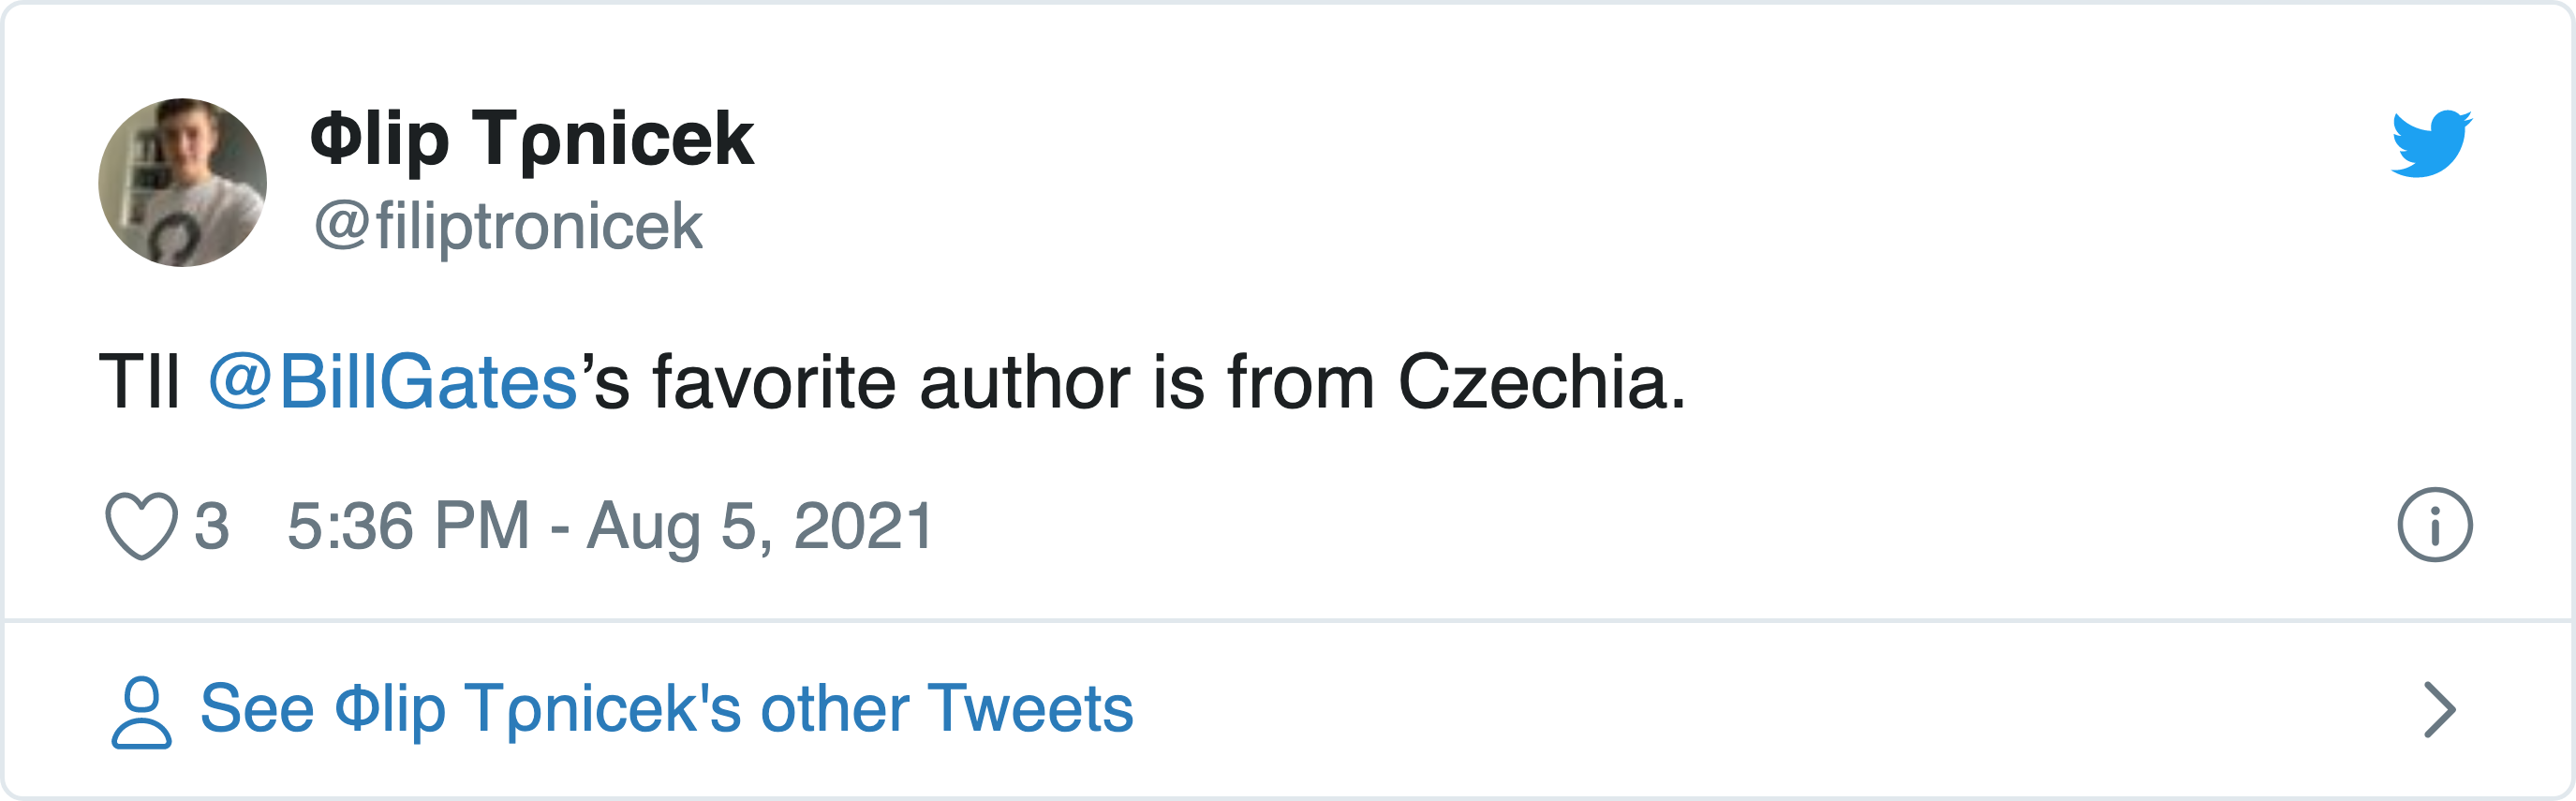 Φlip Tρnicek
@filiptronicek
TIl @BillGates’s favorite author is from Czechia.
3 5:36 PM - Aug 5, 2021
See Φlip Tρnicek's other Tweets